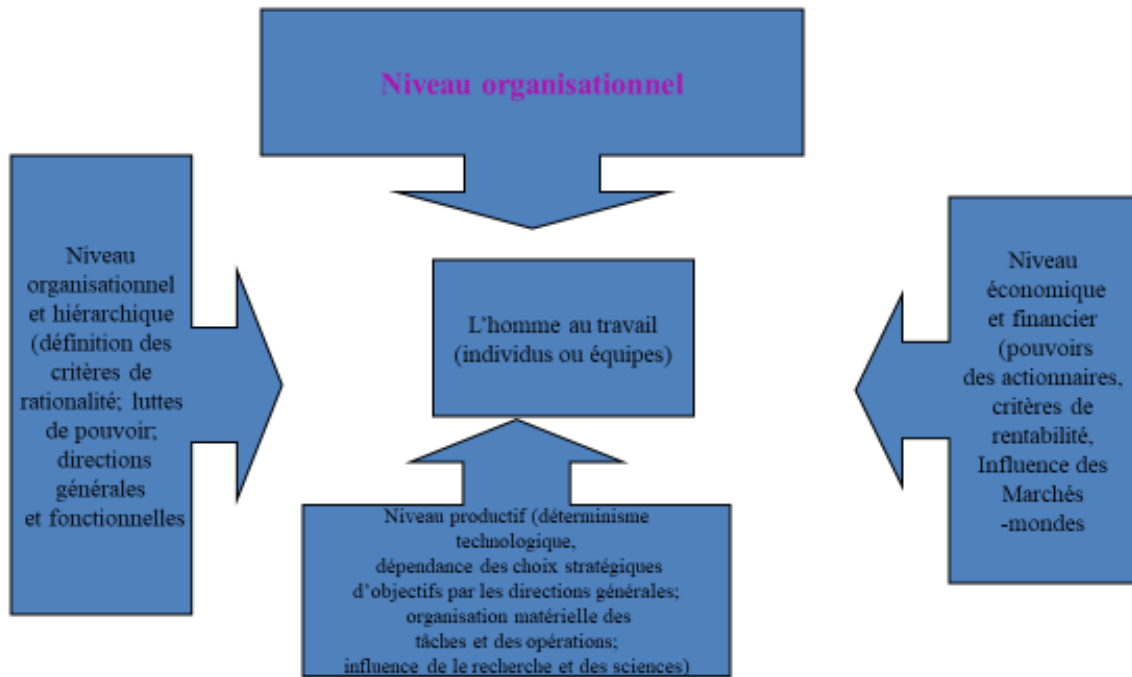 Niveau organisationnel
Niveau
organisationnel
et hiérarchique
(définition des
critères de
rationalité; luttes
de pouvoir;
directions
générales
et fonctionnelles
L'homme au travail
(individus ou équipes)
Niveau
économique
et financier
(pouvoirs
des actionnaires,
critères de
rentabilité,
Influence des
Marchés
-mondes
Niveau productif (déterminisme
technologique,
dépendance des choix stratégiques
d'objectifs par les directions générales;
organisation matérielle des
tâches et des opérations;
influence de le recherche et des sciences)